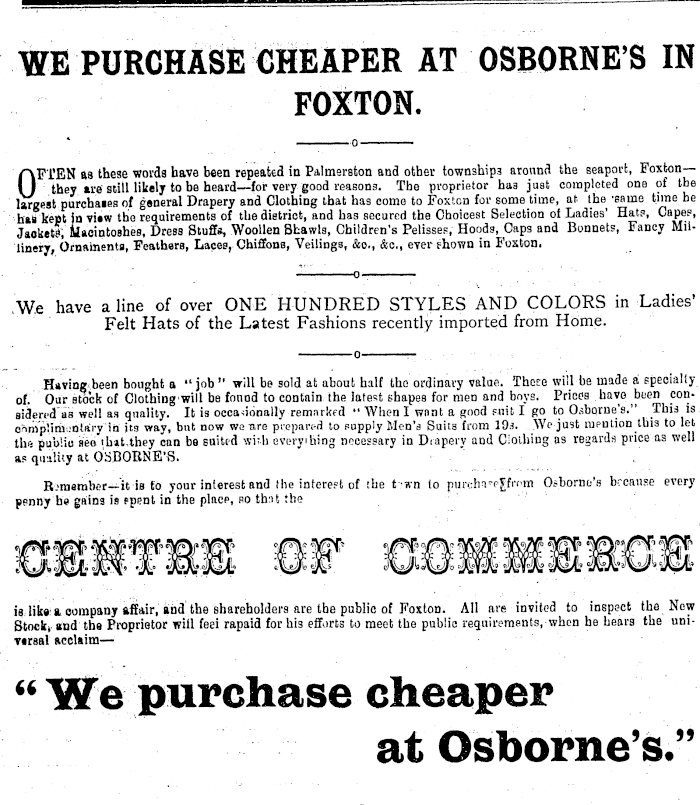 WE PURCHASE CHEAPER AT OSBORNE'S IN
FOXTON.
OFTEN as these words have been repeated in Palmerston and other townships around the seaport, Foxton—
they are still likely to be heard—for very good reasons. The proprietor has just completed one of the
largest purchases of general Drapery and Clothing that has come to Foxton for some time, at the same time he
has kept in view the requirements of the district, and has secured the Choicest Selection of Ladies' Hats, Capes,
Jackets, Macintoshes, Dress Stuffs, Woollen Shawls, Children's Pelisses, Hoods, Caps and Bonnets, Fancy Mil-
linery, Ornaments, Feathers, Laces, Chiffons, Veilings, &c., &c., ever shown in Foxton.
We have a line of over ONE HUNDRED STYLES AND COLORS in Ladies'
Felt Hats of the Latest Fashions recently imported from Home.
Having been bought a "job" will be sold at about half the ordinary value. These will be made a specialty
of. Our stock of Clothing will be found to contain the latest shapes for men and boys. Prices have been con-
sidered as well as quality. It is occasionally remarked "When I want a good suit I go to Osborne's." This is
complimentary in its way, but now we are prepared to supply Men's Suits from 19s. We just mention this to let
the public see that they can be suited with everything necessary in Drapery and Clothing as regards price as well
as quality at OSBORNE'S.
Remember—it is to your interest and the interest of the town to purchase from Osborne's because every
penny he gains is spent in the place, so that the
CENTRE OF COMMERCE
is like a company affair, and the shareholders are the public of Foxton. All are invited to inspect the New
Stock, and the Proprietor will feel rapaid for his efforts to meet the public requirements, when he hears the uni-
versal acclaim—
"We purchase cheaper
at Osborne's."